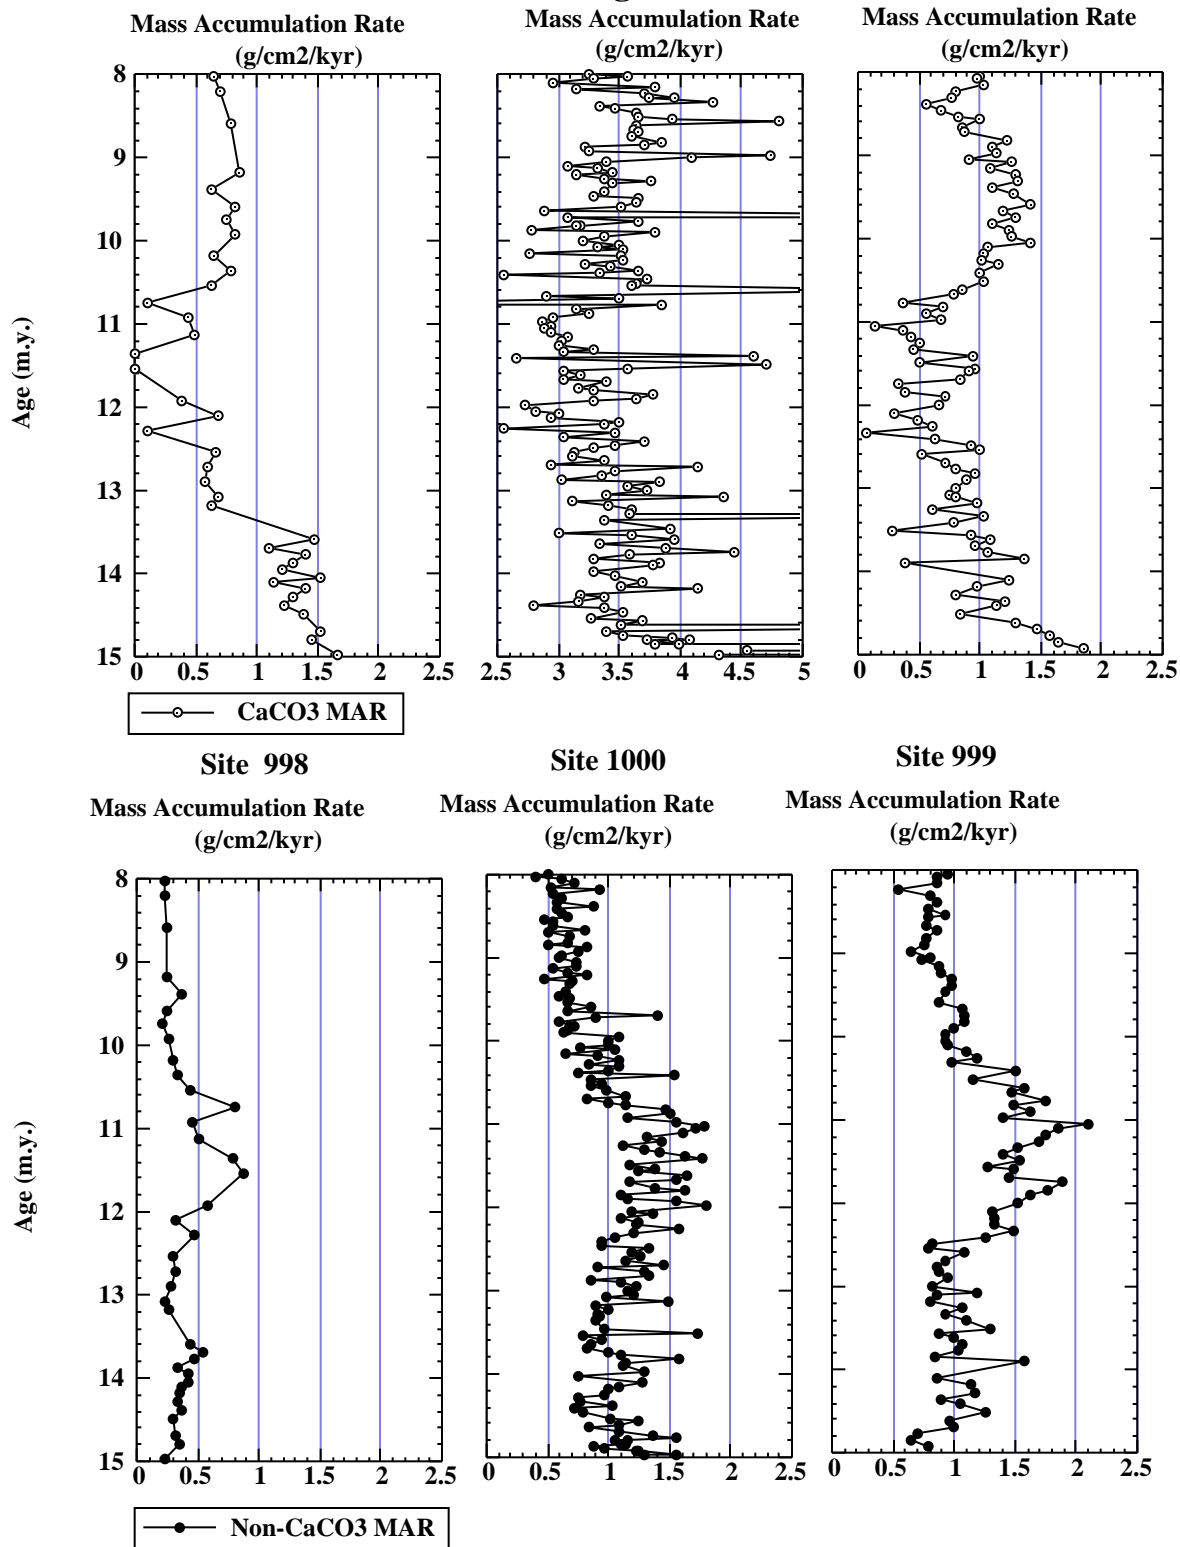 Mass Accumulation Rate
(g/cm2/kyr)
Mass Accumulation Rate
(g/cm2/kyr)
Mass Accumulation Rate
(g/cm2/kyr)
Age (m.y.)
8
9
10
11
12
13
14
15
0 0.5 1 1.5 2 2.5
2.5 3 3.5 4 4.5 5
0 0.5 1 1.5 2 2.5
CaCO3 MAR
Site 998
Site 1000
Site 999
Mass Accumulation Rate
(g/cm2/kyr)
Mass Accumulation Rate
(g/cm2/kyr)
Mass Accumulation Rate
(g/cm2/kyr)
Age (m.y.)
8
9
10
11
12
13
14
15
0 0.5 1 1.5 2 2.5
0 0.5 1 1.5 2 2.5
0 0.5 1 1.5 2 2.5
Non-CaCO3 MAR